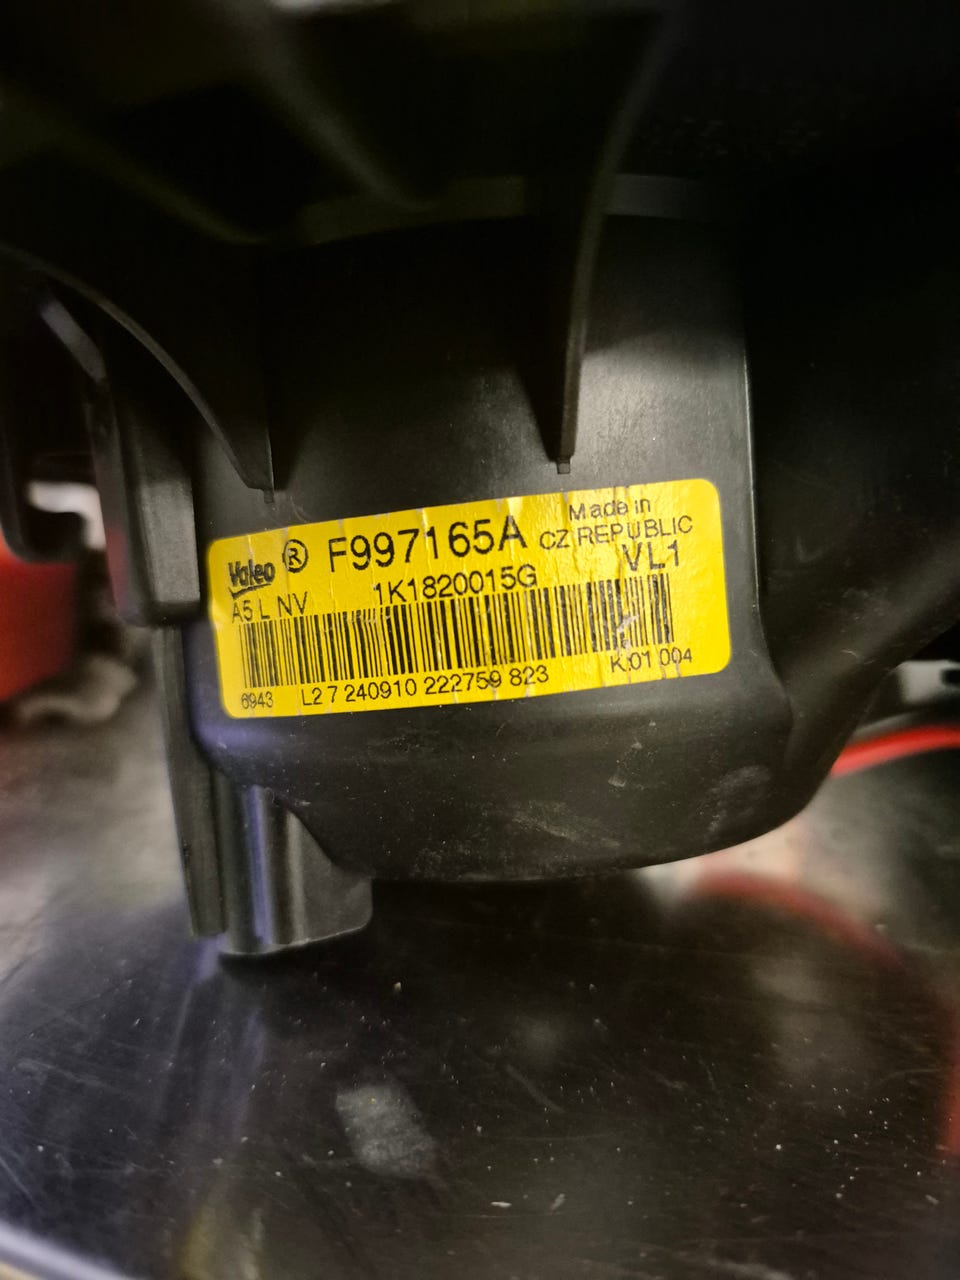 Valeo ® F997165A Made in
CZ REPUBLIC
A5 L NV 1K1820015G VL1
6943 L2 7 240910 222759 823 K.01 004